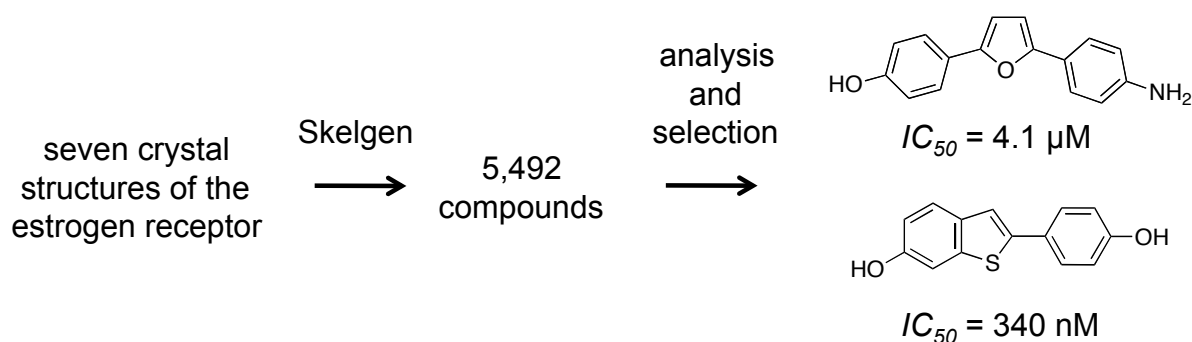 seven crystal
structures of the
estrogen receptor
Skelgen
5,492
compounds
analysis
and
selection
HO
O
NH2
IC50 = 4.1 µM
HO
S
OH
IC50 = 340 nM